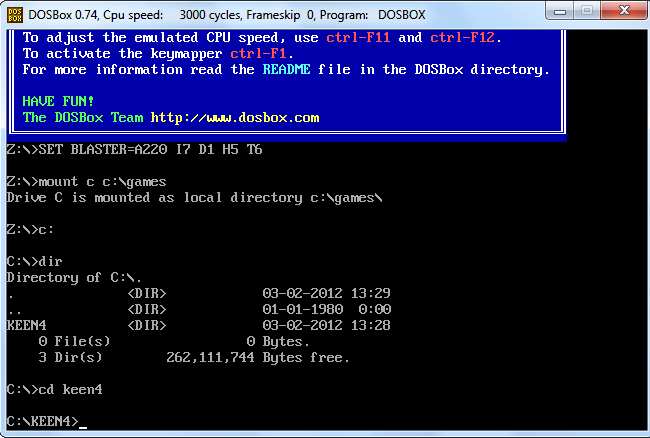 DOSBox 0.74, Cpu speed:    3000 cycles, Frameskip  0, Program:   DOSBOX
To adjust the emulated CPU speed, use ctrl-F11 and ctrl-F12.
To activate the keymapper ctrl-F1.
For more information read the README file in the DOSBox directory.
HAVE FUN!
The DOSBox Team http://www.dosbox.com
Z:\>SET BLASTER=A220 I7 D1 H5 T6
Z:\>mount c c:\games
Drive C is mounted as local directory c:\games\
Z:\>c:
C:\>dir
Directory of C:\.
.              <DIR>            03-02-2012 13:29
..             <DIR>            01-01-1980  0:00
KEEN4          <DIR>            03-02-2012 13:28
    0 File(s)                 0 Bytes.
    3 Dir(s)        262,111,744 Bytes free.
C:\>cd keen4
C:\KEEN4>_